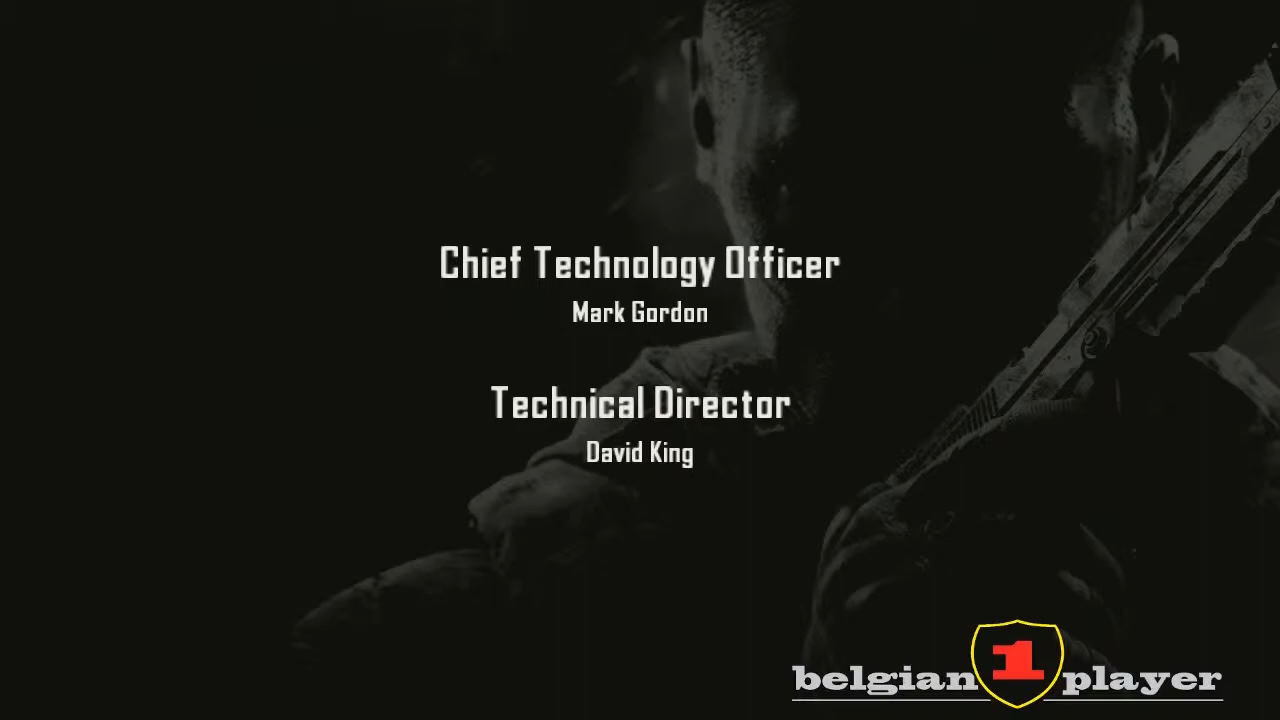 Chief Technology Officer
Mark Gordon
Technical Director
David King
belgian 1 player